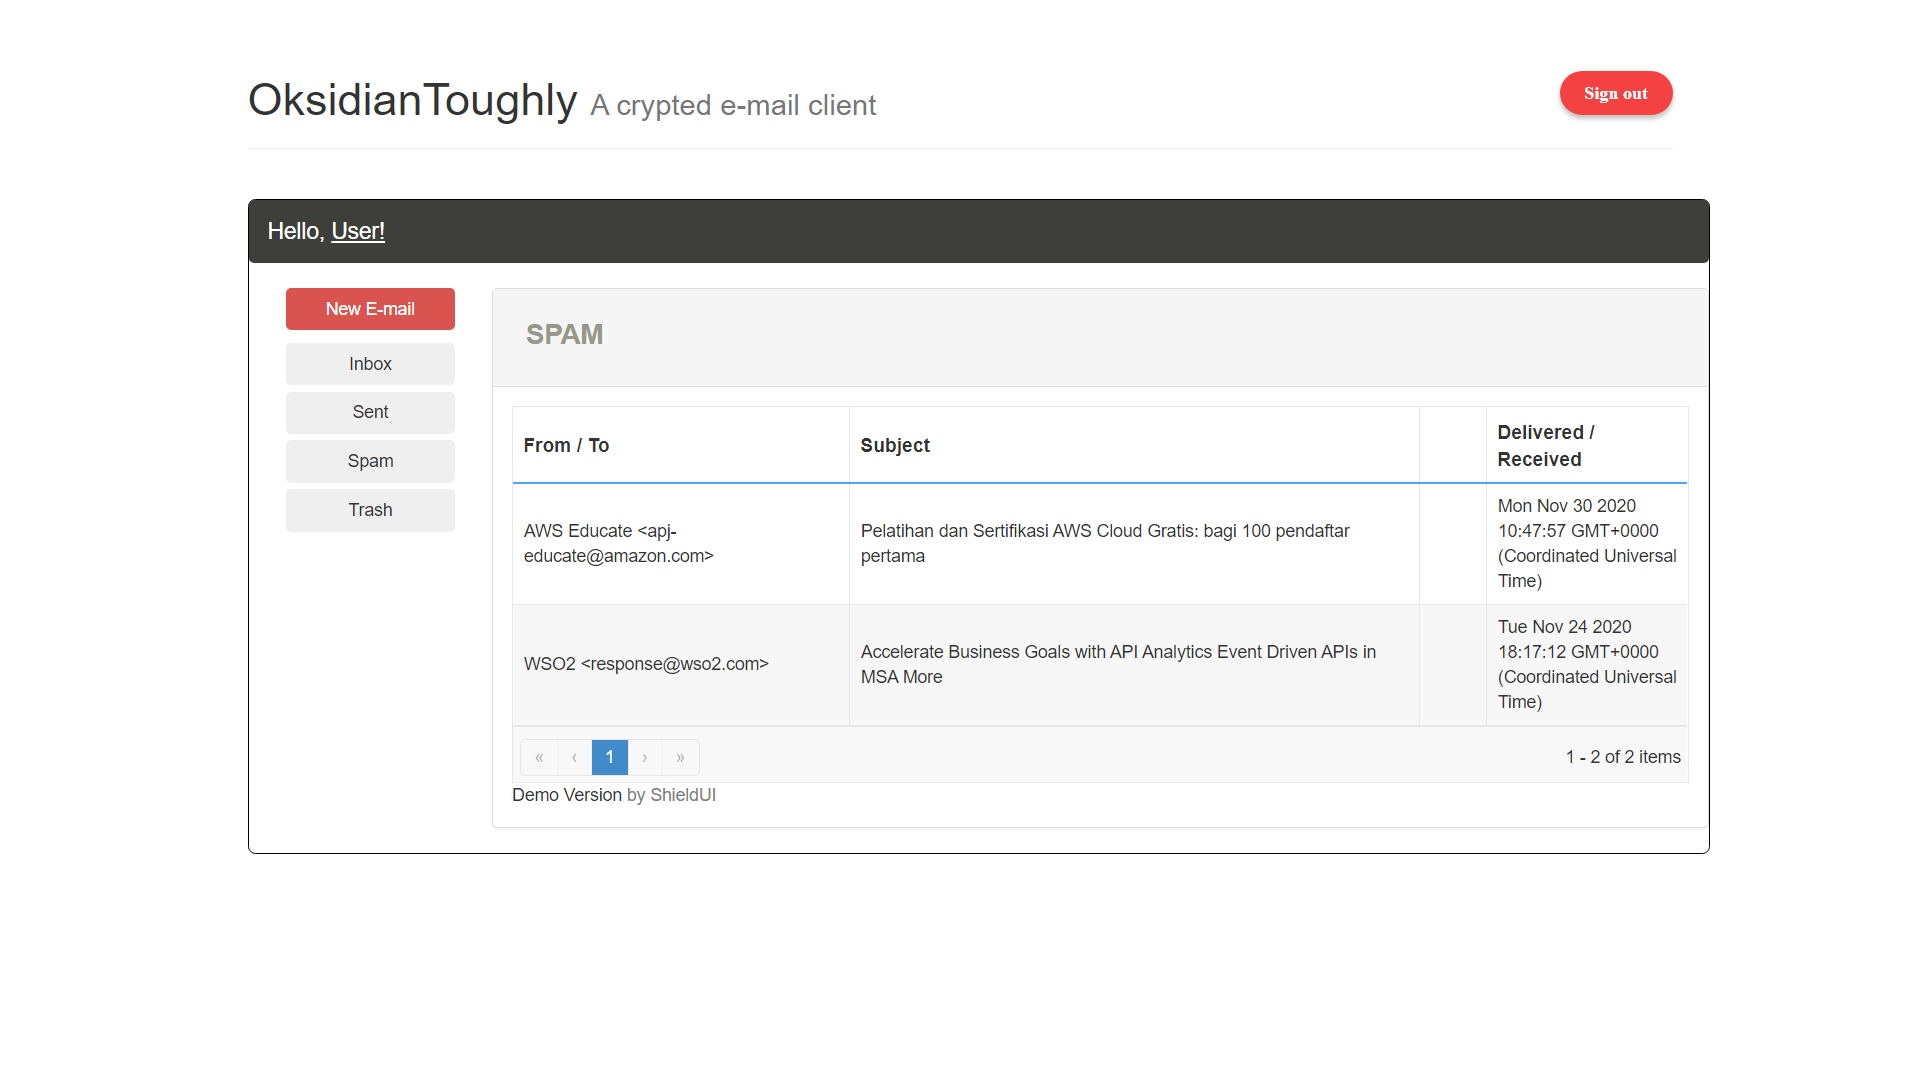 OksidianToughly A crypted e-mail client
Sign out
Hello, User!
New E-mail
Inbox
Sent
Spam
Trash
SPAM
From / To
Subject
Delivered /
Received
AWS Educate <apj-
educate@amazon.com>
Pelatihan dan Sertifikasi AWS Cloud Gratis: bagi 100 pendaftar
pertama
Mon Nov 30 2020
10:47:57 GMT+0000
(Coordinated Universal
Time)
WSO2 <response@wso2.com>
Accelerate Business Goals with API Analytics Event Driven APIs in
MSA More
Tue Nov 24 2020
18:17:12 GMT+0000
(Coordinated Universal
Time)
« ‹ 1 › »
1 - 2 of 2 items
Demo Version by ShieldUI